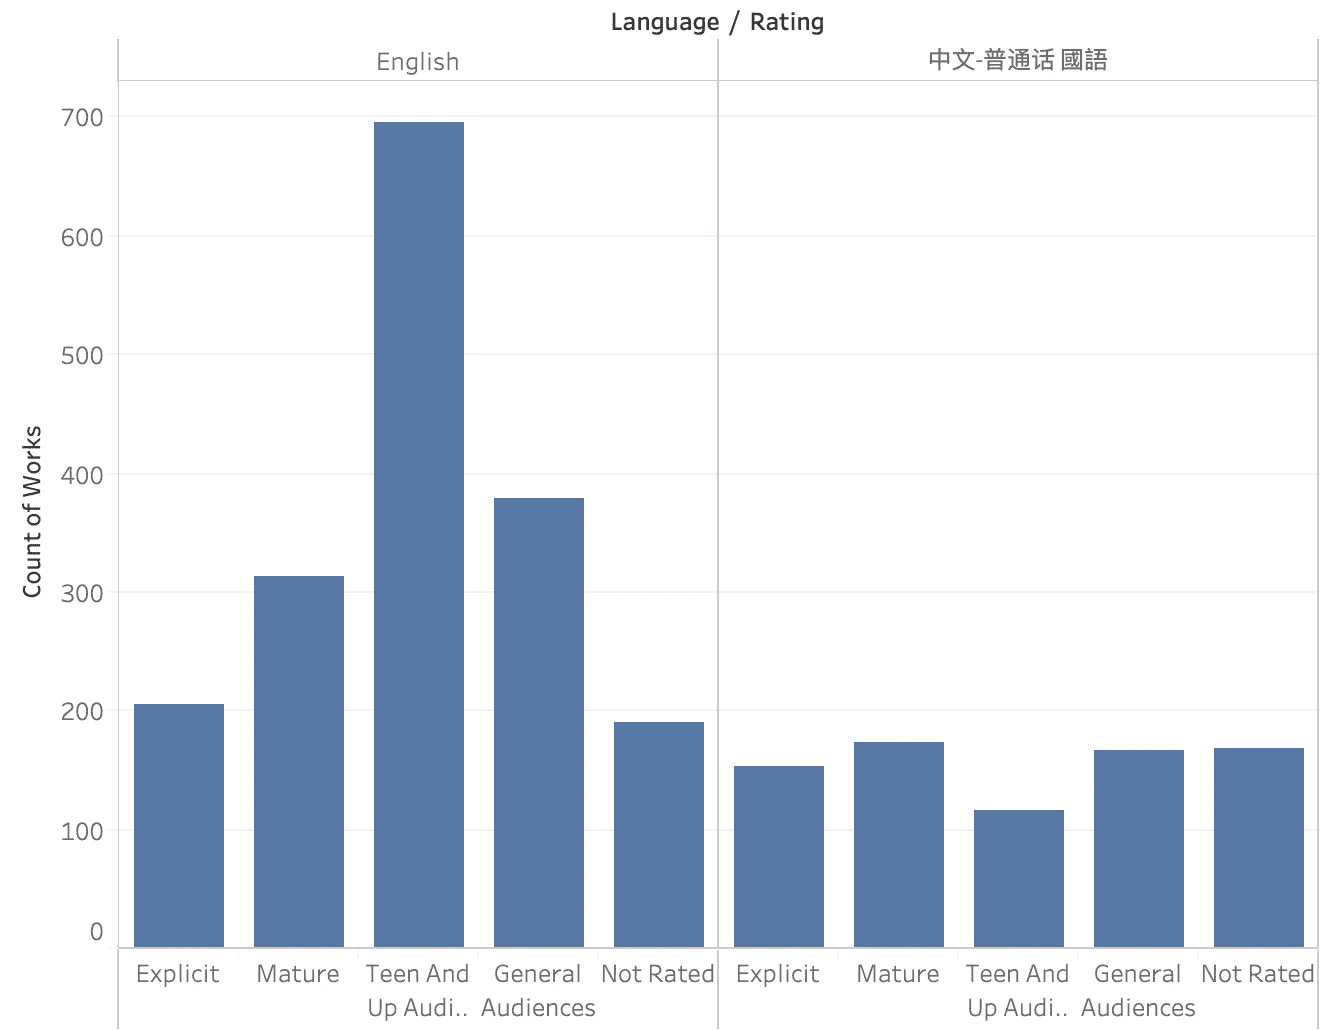 Language / Rating
English
中文-普通话 國語
Count of Works
700
600
500
400
300
200
100
0
Explicit
Mature
Teen And
Up Audi..
General
Audiences
Not Rated
Explicit
Mature
Teen And
Up Audi..
General
Audiences
Not Rated